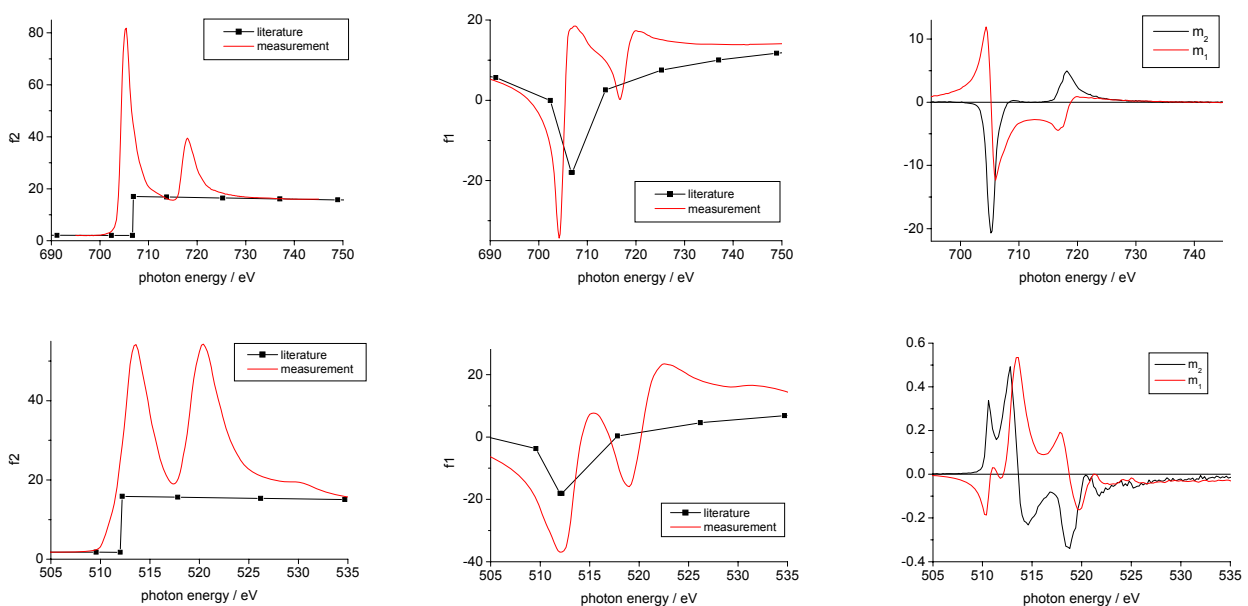 80
60
40
20
0
f2
literature
measurement
680 690 700 710 720 730 740 750
photon energy / eV
20
0
-20
f1
literature
measurement
690 700 710 720 730 740 750
photon energy / eV
10
0
-10
-20
m2
m1
700 710 720 730 740
photon energy / eV
40
20
0
f2
literature
measurement
505 510 515 520 525 530 535
photon energy / eV
20
0
-20
-40
f1
literature
measurement
505 510 515 520 525 530 535
photon energy / eV
0.6
0.4
0.2
0.0
-0.2
-0.4
m2
m1
505 510 515 520 525 530 535
photon energy / eV